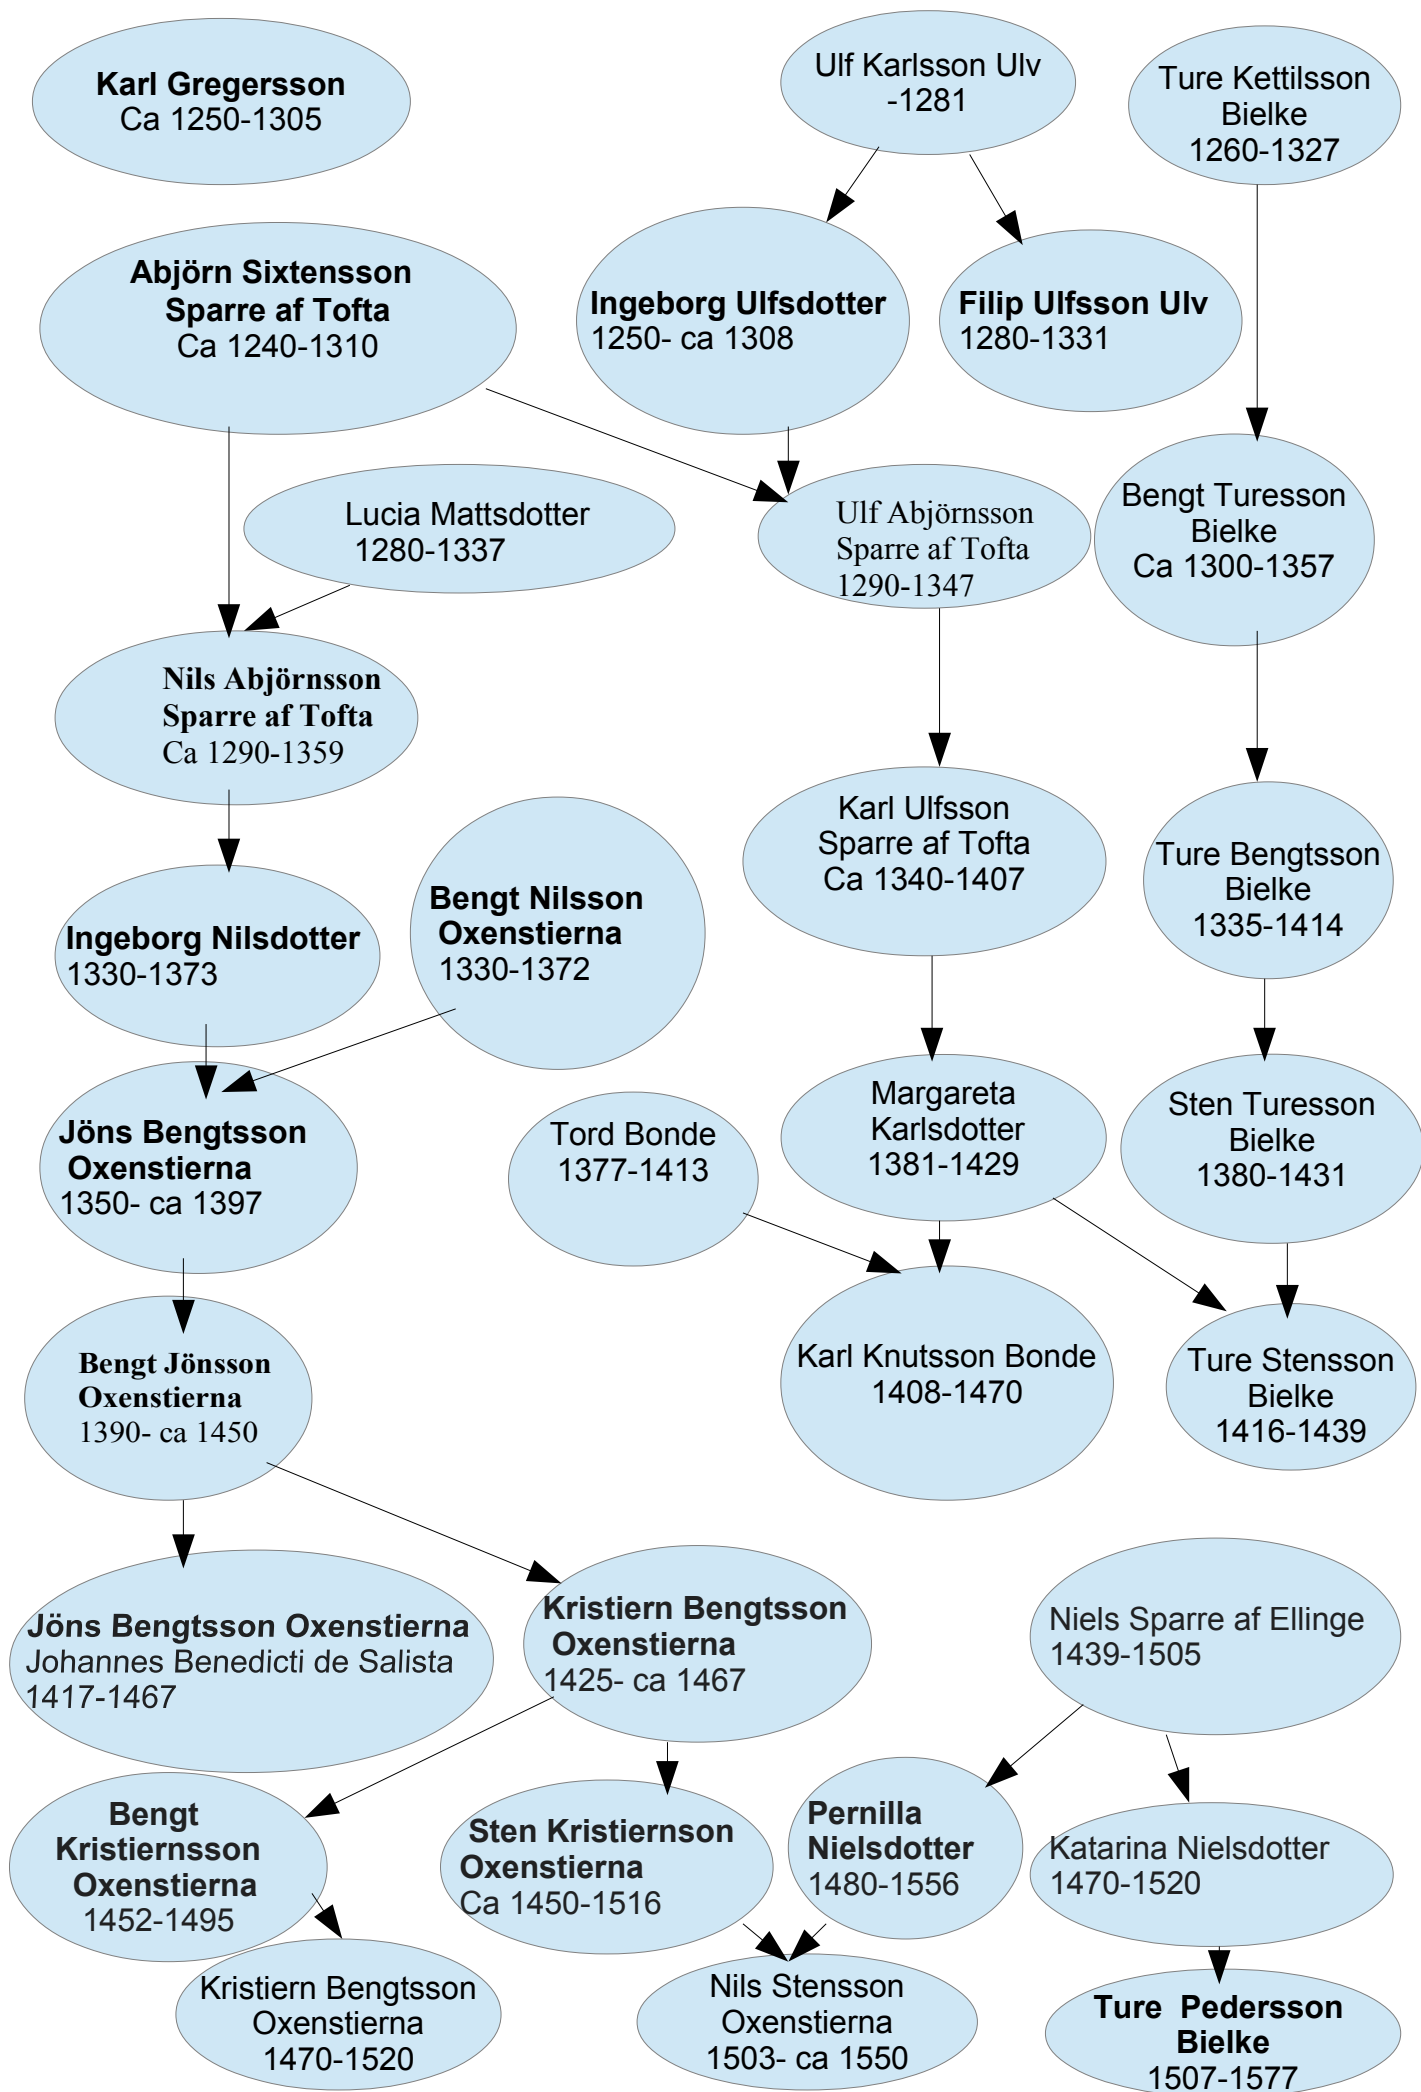 Karl Gregersson
Ca 1250-1305
Ulf Karlsson Ulv
-1281
Ture Kettilsson
Bielke
1260-1327
Abjörn Sixtensson
Sparre af Tofta
Ca 1240-1310
Ingeborg Ulfsdotter
1250- ca 1308
Filip Ulfsson Ulv
1280-1331
Lucia Mattsdotter
1280-1337
Ulf Abjörnsson
Sparre af Tofta
1290-1347
Bengt Turesson
Bielke
Ca 1300-1357
Nils Abjörnsson
Sparre af Tofta
Ca 1290-1359
Karl Ulfsson
Sparre af Tofta
Ca 1340-1407
Ture Bengtsson
Bielke
1335-1414
Ingeborg Nilsdotter
1330-1373
Bengt Nilsson
Oxenstierna
1330-1372
Jöns Bengtsson
Oxenstierna
1350- ca 1397
Tord Bonde
1377-1413
Margareta
Karlsdotter
1381-1429
Sten Turesson
Bielke
1380-1431
Bengt Jönsson
Oxenstierna
1390- ca 1450
Karl Knutsson Bonde
1408-1470
Ture Stensson
Bielke
1416-1439
Jöns Bengtsson Oxenstierna
Johannes Benedicti de Salista
1417-1467
Kristiern Bengtsson
Oxenstierna
1425- ca 1467
Niels Sparre af Ellinge
1439-1505
Bengt
Kristiernsson
Oxenstierna
1452-1495
Sten Kristiernson
Oxenstierna
Ca 1450-1516
Pernilla
Nielsdotter
1480-1556
Katarina Nielsdotter
1470-1520
Kristiern Bengtsson
Oxenstierna
1470-1520
Nils Stensson
Oxenstierna
1503- ca 1550
Ture Pedersson
Bielke
1507-1577